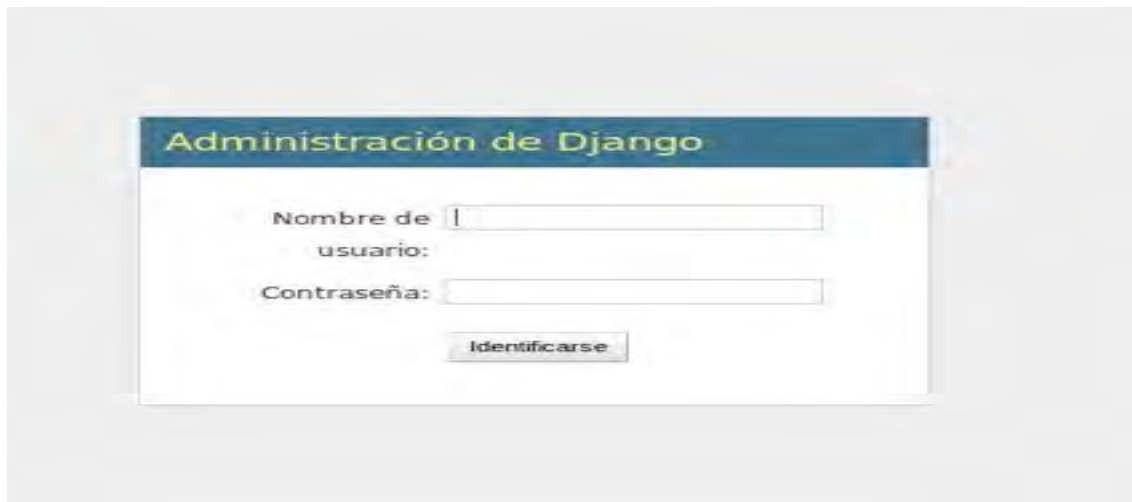 Administración de Django
Nombre de
usuario:
Contraseña:
Identificarse